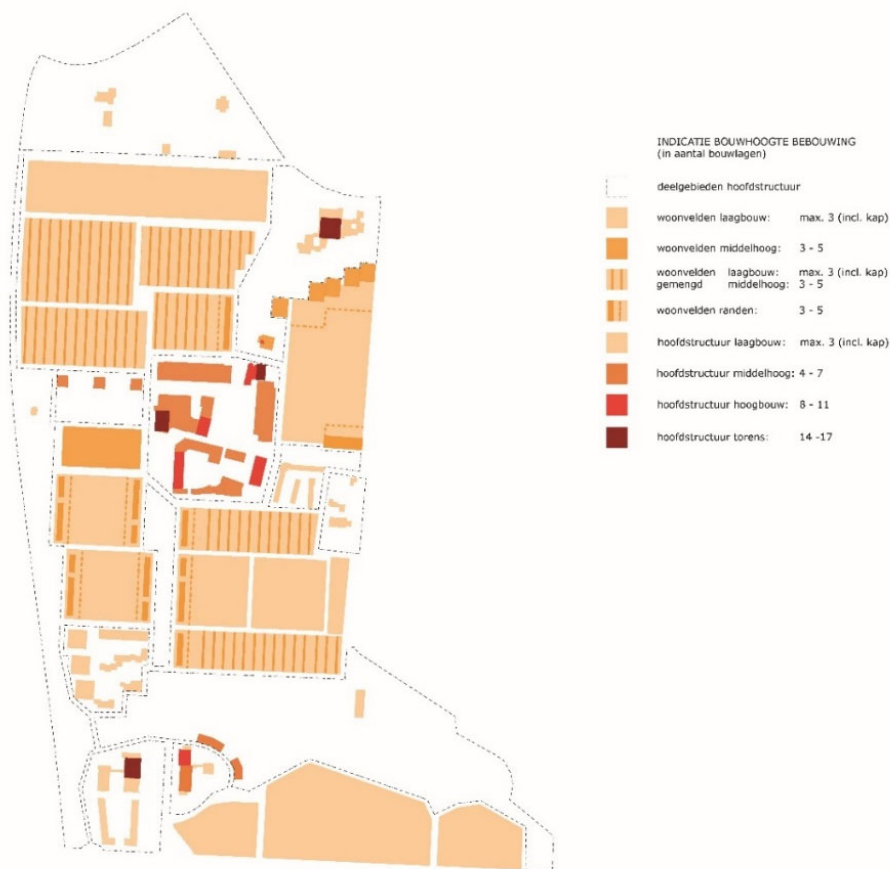 INDICATIE BOUWHOOGTE BEBOUWING
(in aantal bouwlagen)
deelgebieden hoofdstructuur
woonvelden laagbouw: max. 3 (incl. kap)
woonvelden middelhoog: 3 - 5
woonvelden laagbouw: max. 3 (incl. kap)
gemengd middelhoog: 3 - 5
woonvelden randen: 3 - 5
hoofdstructuur laagbouw: max. 3 (incl. kap)
hoofdstructuur middelhoog: 4 - 7
hoofdstructuur hoogbouw: 8 - 11
hoofdstructuur torens: 14 -17